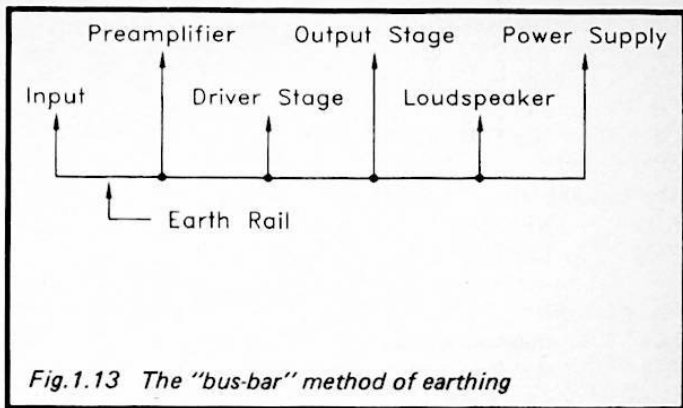 Preamplifier Output Stage Power Supply
Input Driver Stage Loudspeaker
Earth Rail
Fig.1.13 The "bus-bar" method of earthing